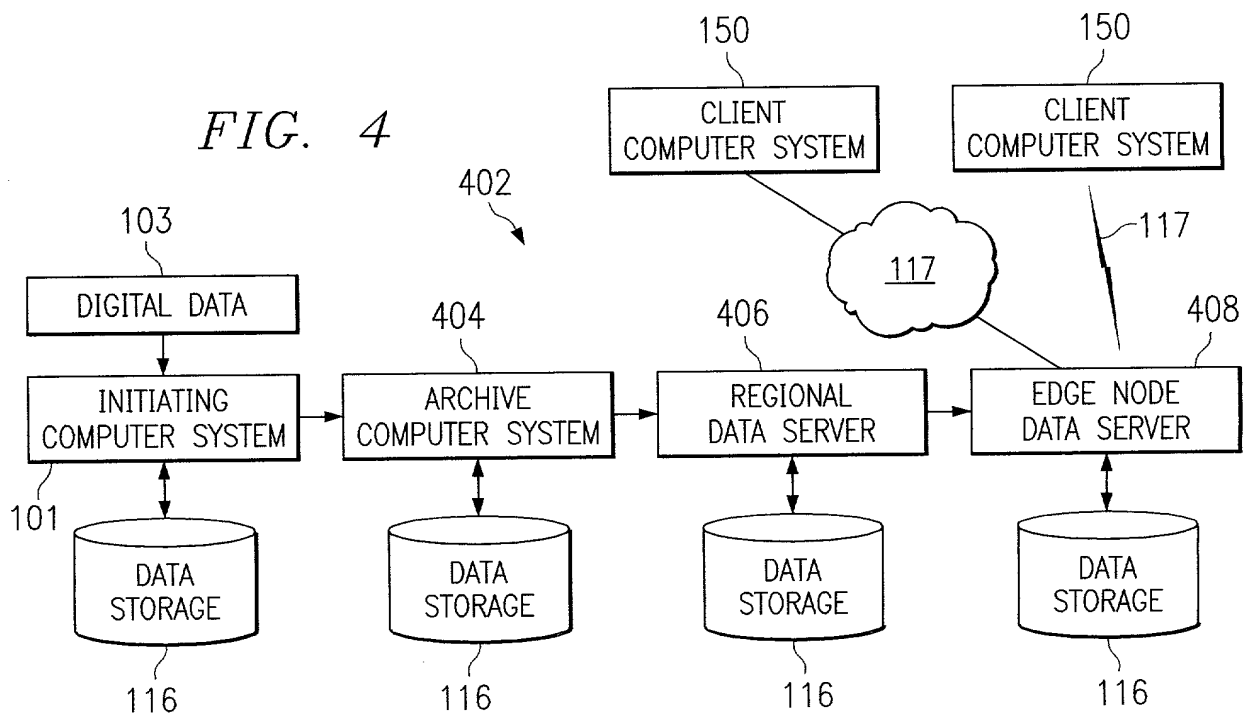 FIG. 4
150
150
CLIENT
COMPUTER SYSTEM
CLIENT
COMPUTER SYSTEM
402
117
117
103
DIGITAL DATA
404
406
408
INITIATING
COMPUTER SYSTEM
ARCHIVE
COMPUTER SYSTEM
REGIONAL
DATA SERVER
EDGE NODE
DATA SERVER
101
DATA
STORAGE
DATA
STORAGE
DATA
STORAGE
DATA
STORAGE
116
116
116
116